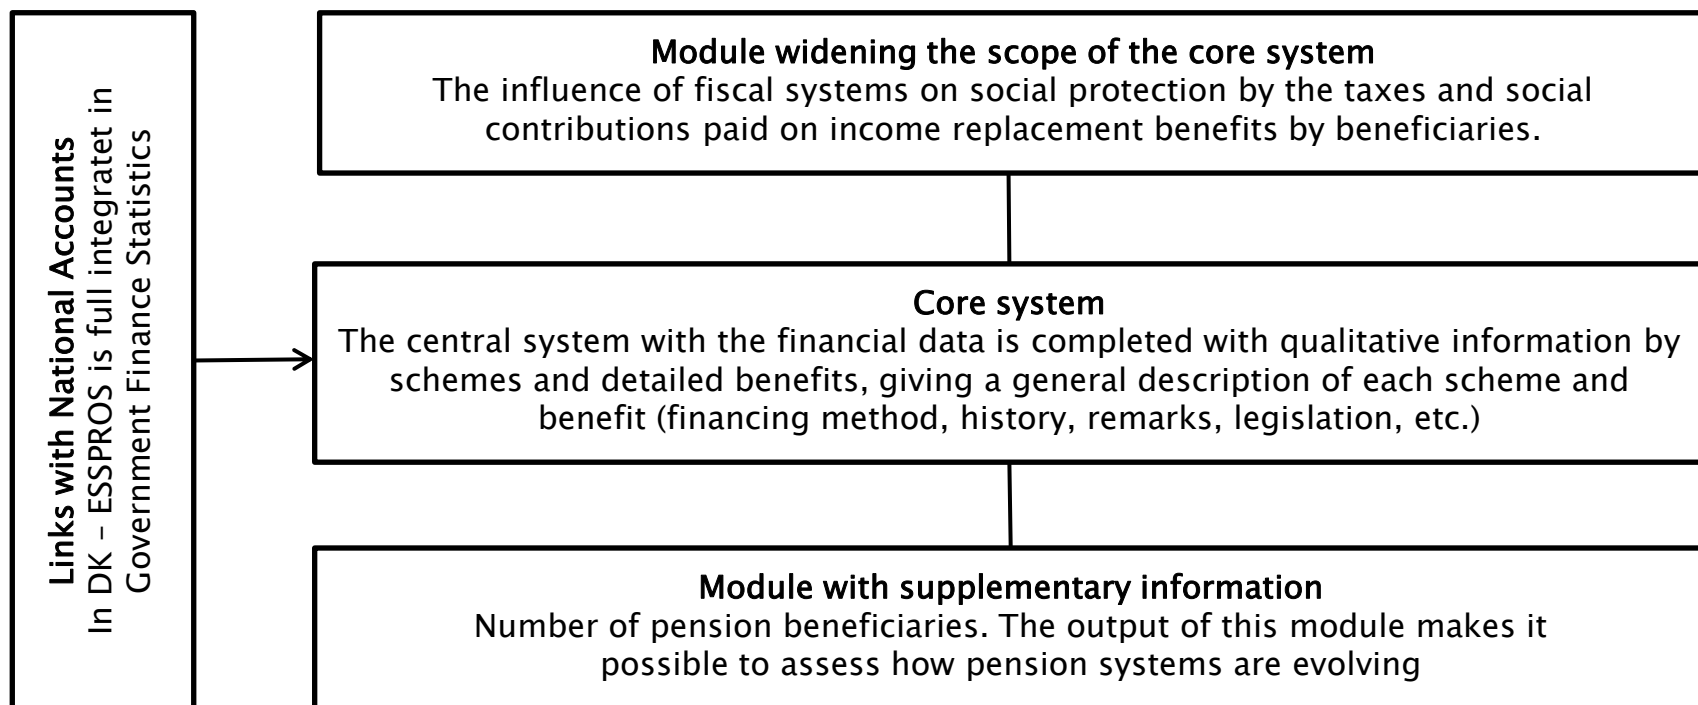 Links with National Accounts
In DK – ESSPROS is full integratet in
Government Finance Statistics
Module widening the scope of the core system
The influence of fiscal systems on social protection by the taxes and social
contributions paid on income replacement benefits by beneficiaries.
Core system
The central system with the financial data is completed with qualitative information by
schemes and detailed benefits, giving a general description of each scheme and
benefit (financing method, history, remarks, legislation, etc.)
Module with supplementary information
Number of pension beneficiaries. The output of this module makes it
possible to assess how pension systems are evolving